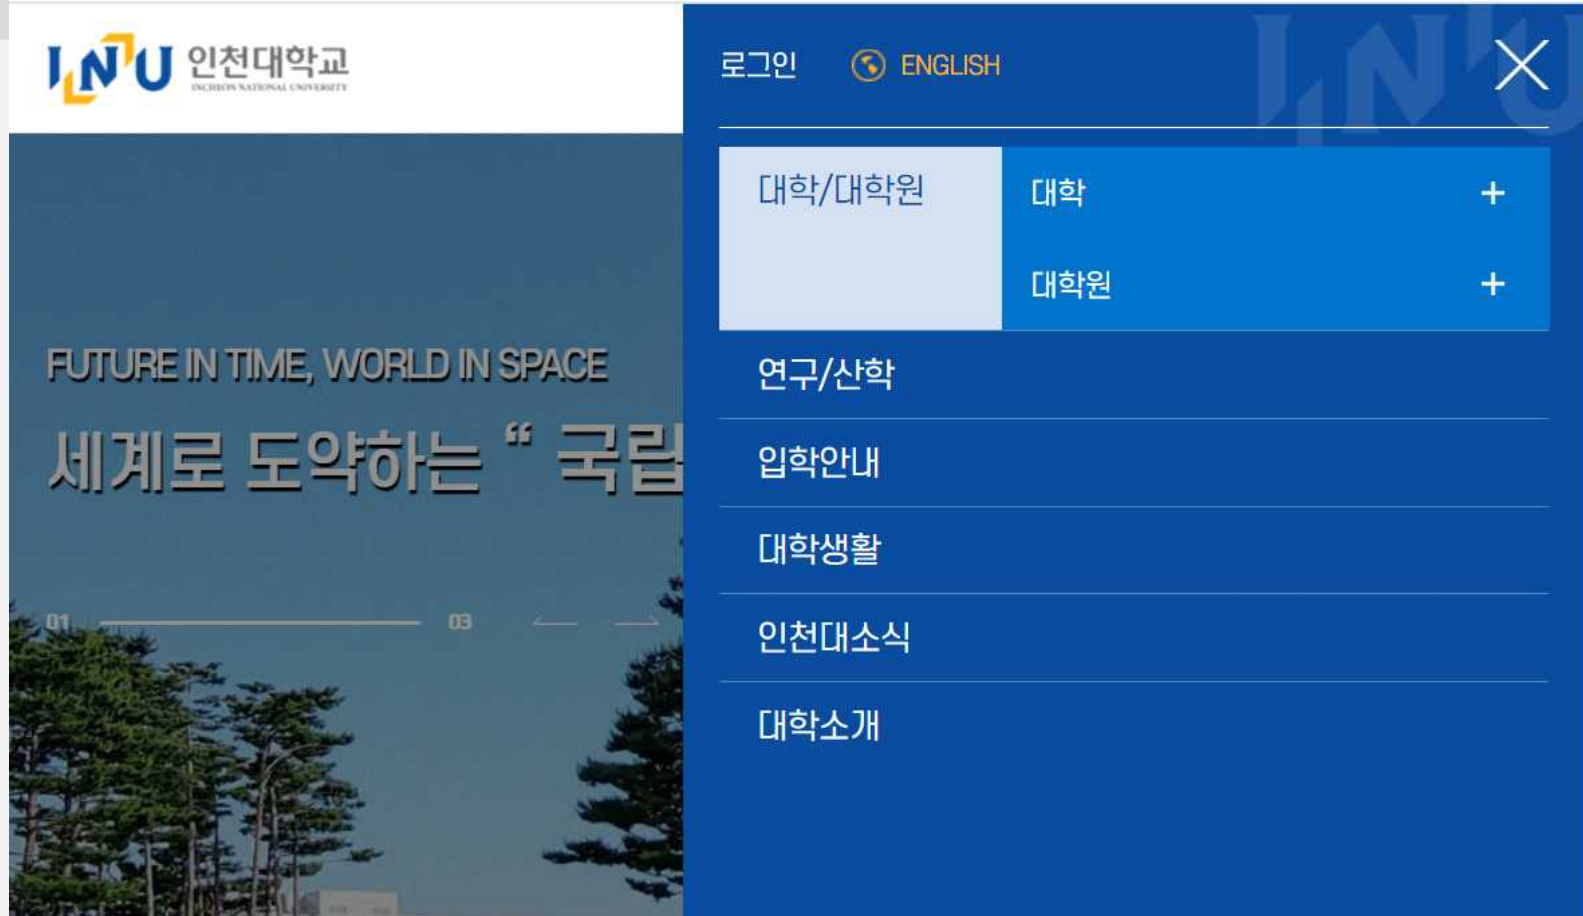 INU 인천대학교
INCHEON NATIONAL UNIVERSITY
로그인 ENGLISH
INU
대학/대학원
대학 +
대학원 +
연구/산학
입학안내
대학생활
인천대소식
대학소개
FUTURE IN TIME, WORLD IN SPACE
세계로 도약하는 “ 국립
01 03